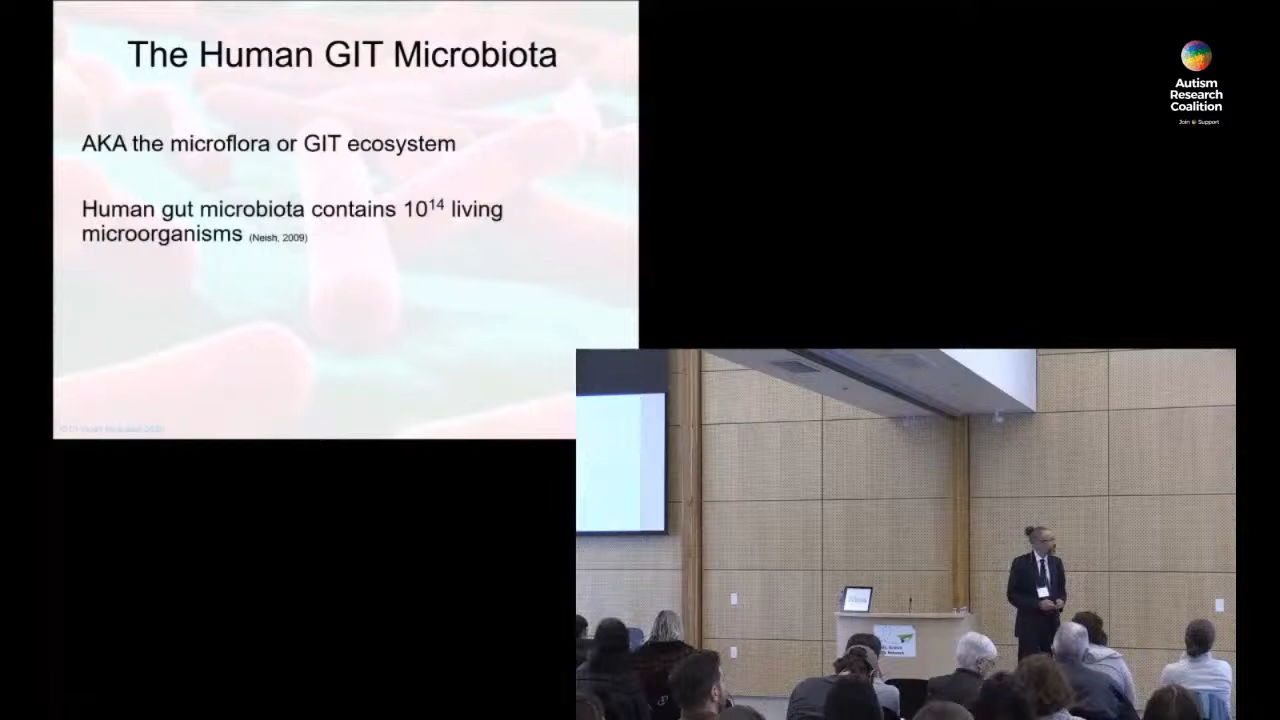 The Human GIT Microbiota
AKA the microflora or GIT ecosystem
Human gut microbiota contains 10¹⁴ living
microorganisms (Neish, 2009)
Autism
Research
Coalition
Join & Support